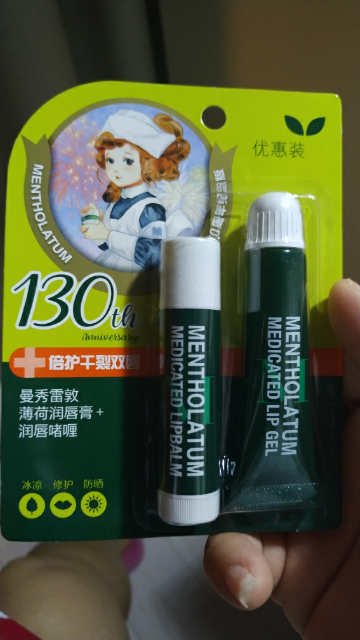 优惠装
MENTHOLATUM
130th
Anniversary
倍护干裂双唇
曼秀雷敦
薄荷润唇膏+
润唇啫喱
冰凉 修护 防晒
MENTHOLATUM
MEDICATED LIPBALM
MENTHOLATUM
MEDICATED LIP GEL